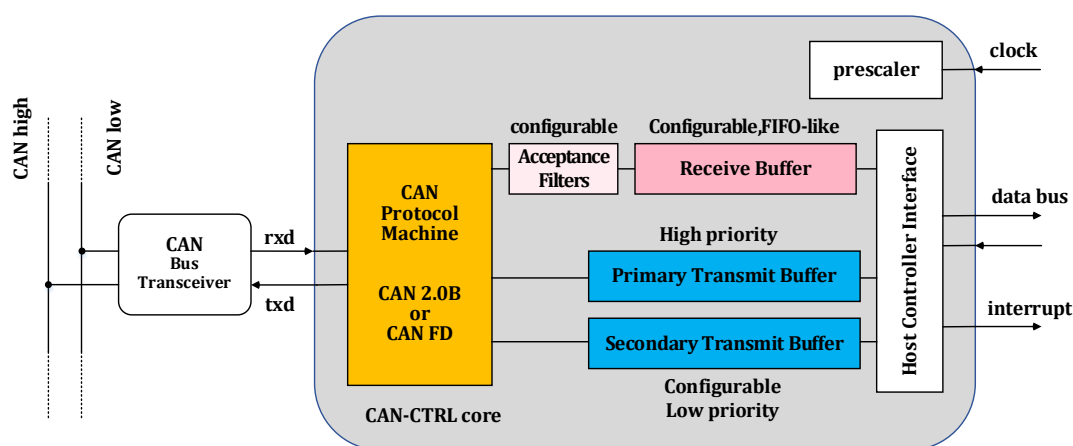 clock
prescaler
CAN high
CAN low
configurable
Configurable,FIFO-like
Acceptance
Filters
Receive Buffer
CAN
Protocol
Machine
CAN 2.0B
or
CAN FD
Host Controller Interface
data bus
CAN
Bus
Transceiver
rxd
txd
High priority
Primary Transmit Buffer
interrupt
Secondary Transmit Buffer
Configurable
Low priority
CAN-CTRL core